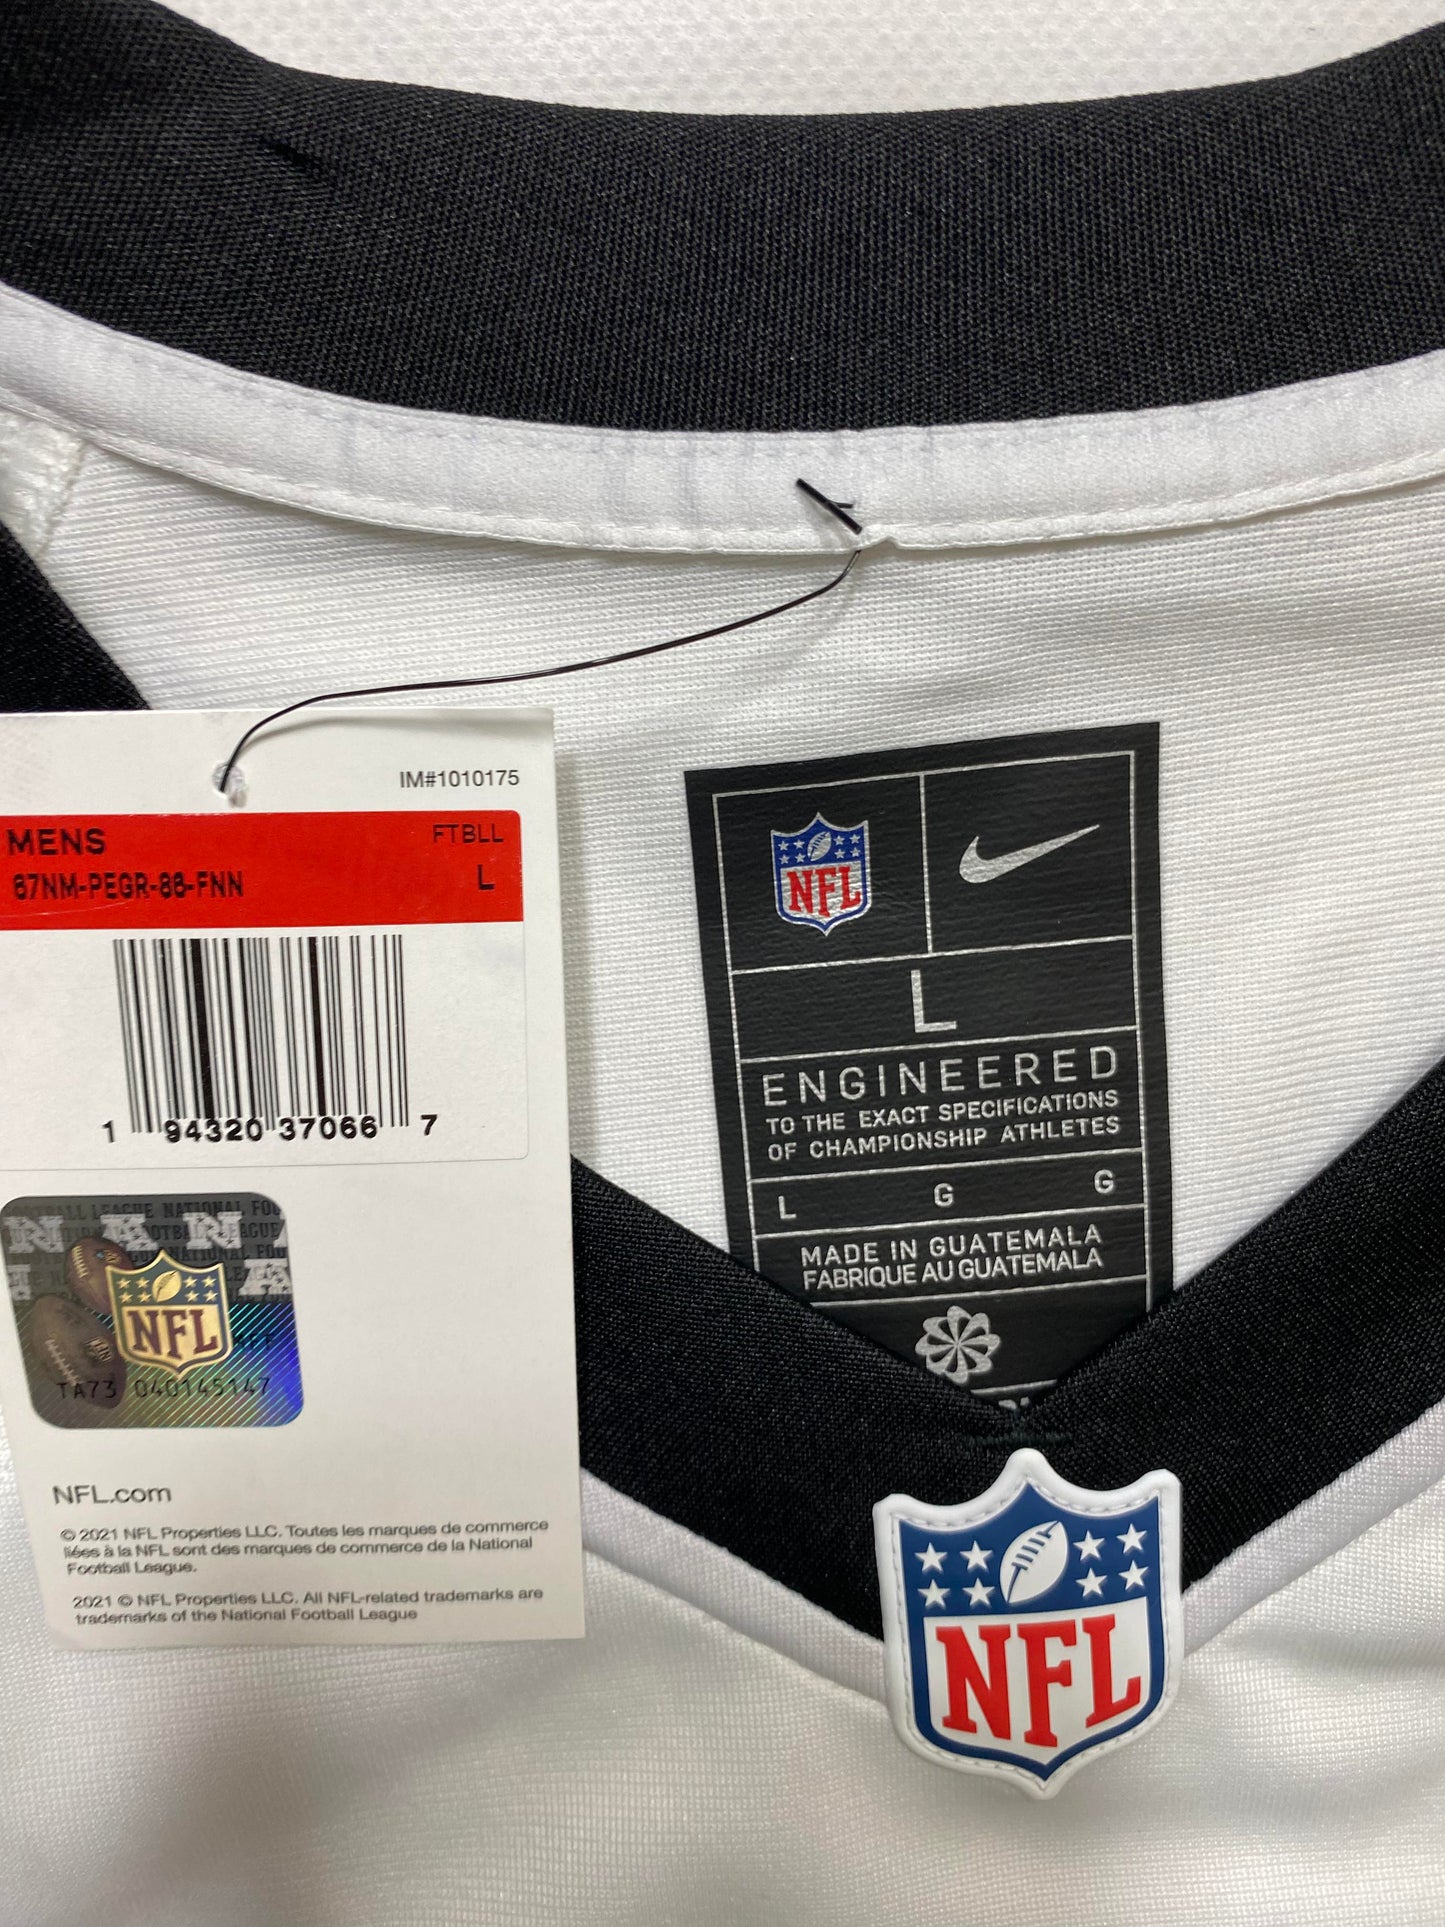 IM#1010175
MENS FTBLL
67NM-PEGR-86-FNN L
1 94320 37066 7
NFL
TA73 040145147
NFL.com
© 2021 NFL Properties LLC. Toutes les marques de commerce
liées à la NFL sont des marques de commerce de la National
Football League.
2021 © NFL Properties LLC. All NFL-related trademarks are
trademarks of the National Football League
NFL
L
ENGINEERED
TO THE EXACT SPECIFICATIONS
OF CHAMPIONSHIP ATHLETES
L G G
MADE IN GUATEMALA
FABRIQUE AU GUATEMALA
NFL